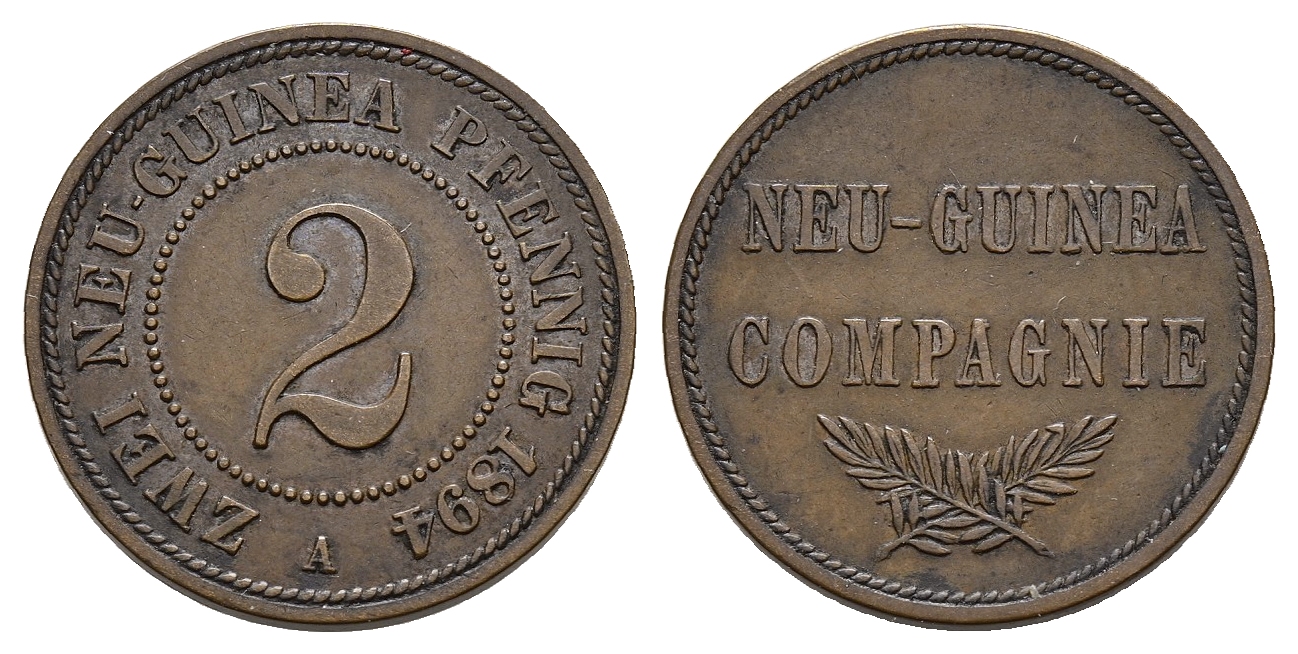 ZWEI NEU-GUINEA PFENNIG 1894
2
A
NEU-GUINEA
COMPAGNIE